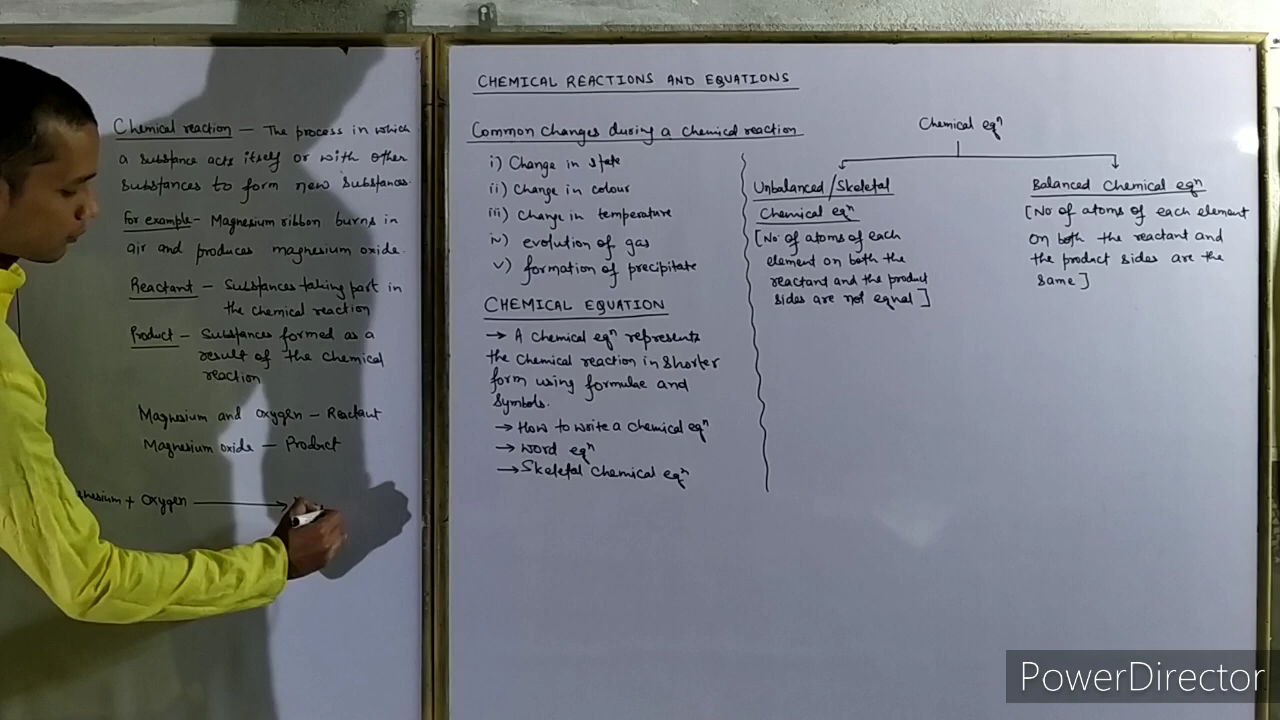 Chemical reaction – The process in which
a substance acts itself or with other
substances to form new substances.
For example – Magnesium ribbon burns in
air and produces magnesium oxide.
Reactant – Substances taking part in
the chemical reaction
Product – Substances formed as a
result of the chemical
reaction
Magnesium and oxygen – Reactant
Magnesium oxide – Product
+ Oxygen →
CHEMICAL REACTIONS AND EQUATIONS
Common changes during a chemical reaction
i) Change in state
ii) Change in colour
iii) Change in temperature
iv) evolution of gas
v) formation of precipitate
CHEMICAL EQUATION
→ A chemical eqⁿ represents
the chemical reaction in shorter
form using formulae and
symbols.
→ How to write a chemical eqⁿ
→ word eqⁿ
→ Skeletal chemical eqⁿ
Chemical eqⁿ
Unbalanced/Skeletal
Chemical eqⁿ
[No of atoms of each
element on both the
reactant and the product
sides are not equal]
Balanced Chemical eqⁿ
[No of atoms of each element
on both the reactant and
the product sides are the
same]
PowerDirector